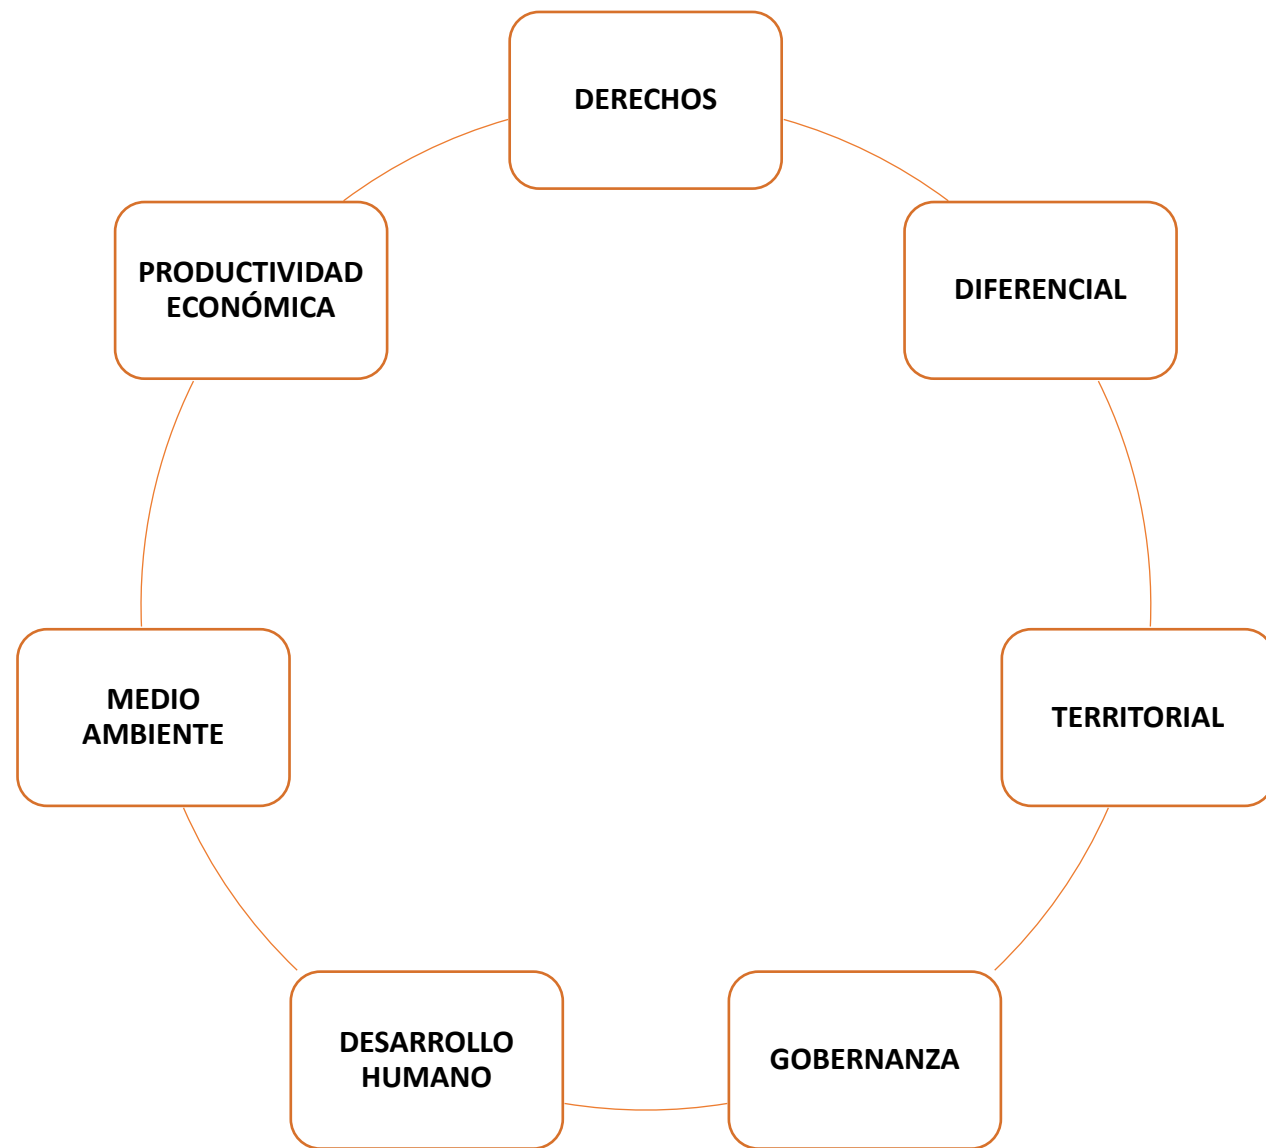 DERECHOS
DIFERENCIAL
TERRITORIAL
GOBERNANZA
DESARROLLO
HUMANO
MEDIO
AMBIENTE
PRODUCTIVIDAD
ECONÓMICA